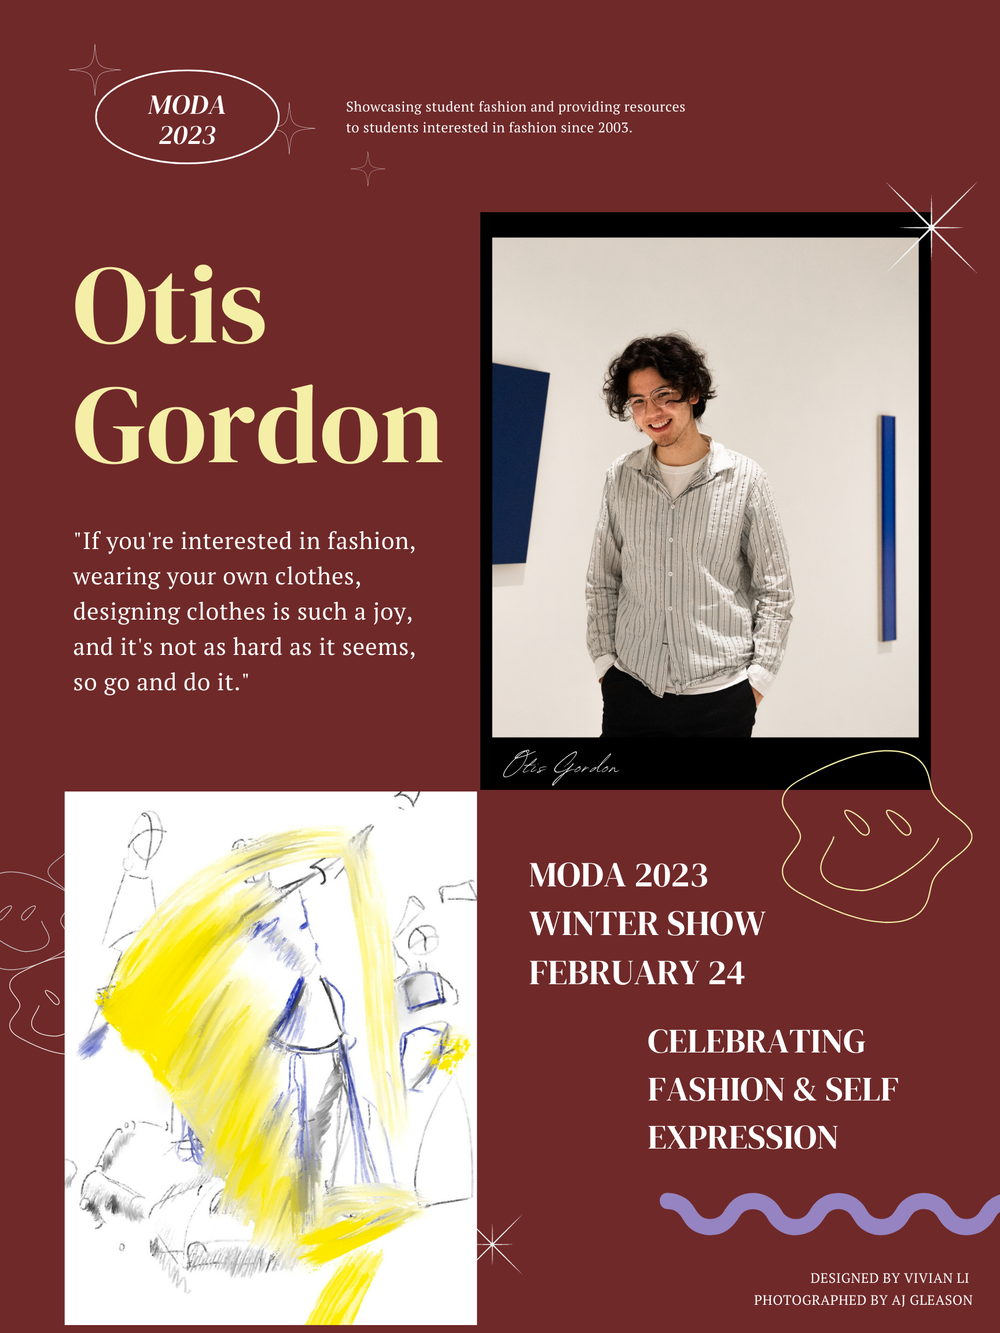 MODA
2023
Showcasing student fashion and providing resources
to students interested in fashion since 2003.
Otis
Gordon
"If you're interested in fashion,
wearing your own clothes,
designing clothes is such a joy,
and it's not as hard as it seems,
so go and do it."
Otis Gordon
MODA 2023
WINTER SHOW
FEBRUARY 24
CELEBRATING
FASHION & SELF
EXPRESSION
DESIGNED BY VIVIAN LI
PHOTOGRAPHED BY AJ GLEASON